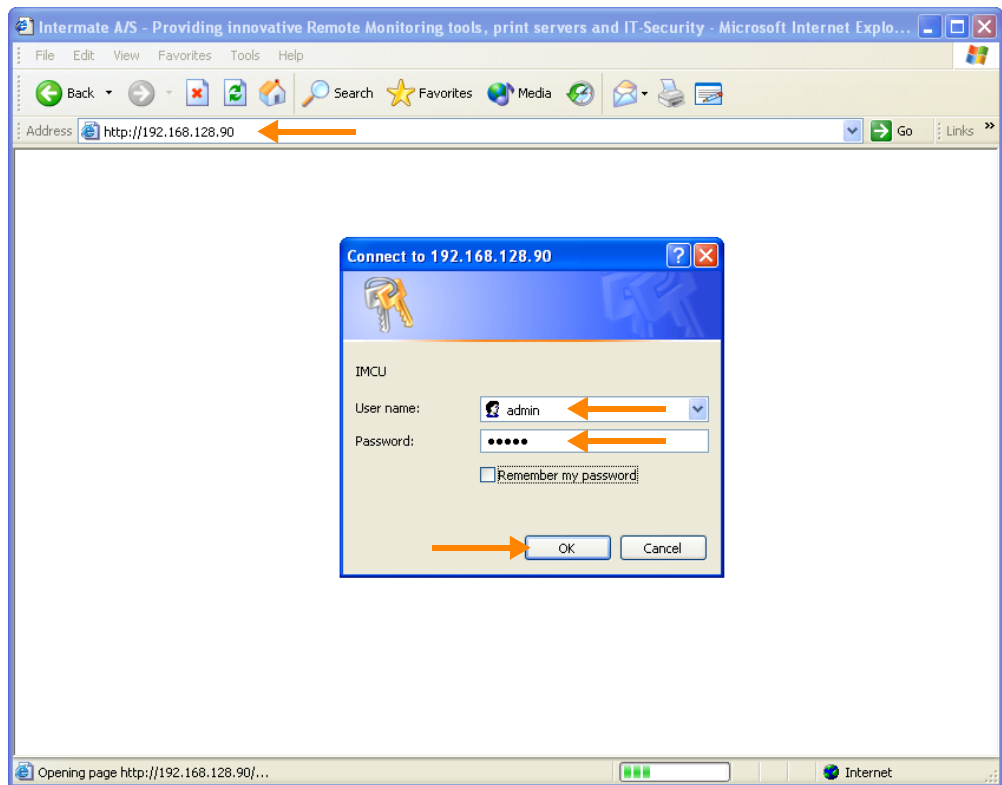 Intermate A/S - Providing innovative Remote Monitoring tools, print servers and IT-Security - Microsoft Internet Explo...
File Edit View Favorites Tools Help
Back Search Favorites Media
Address http://192.168.128.90 Go Links »
Connect to 192.168.128.90
IMCU
User name: admin
Password: •••••
Remember my password
OK Cancel
Opening page http://192.168.128.90/... Internet